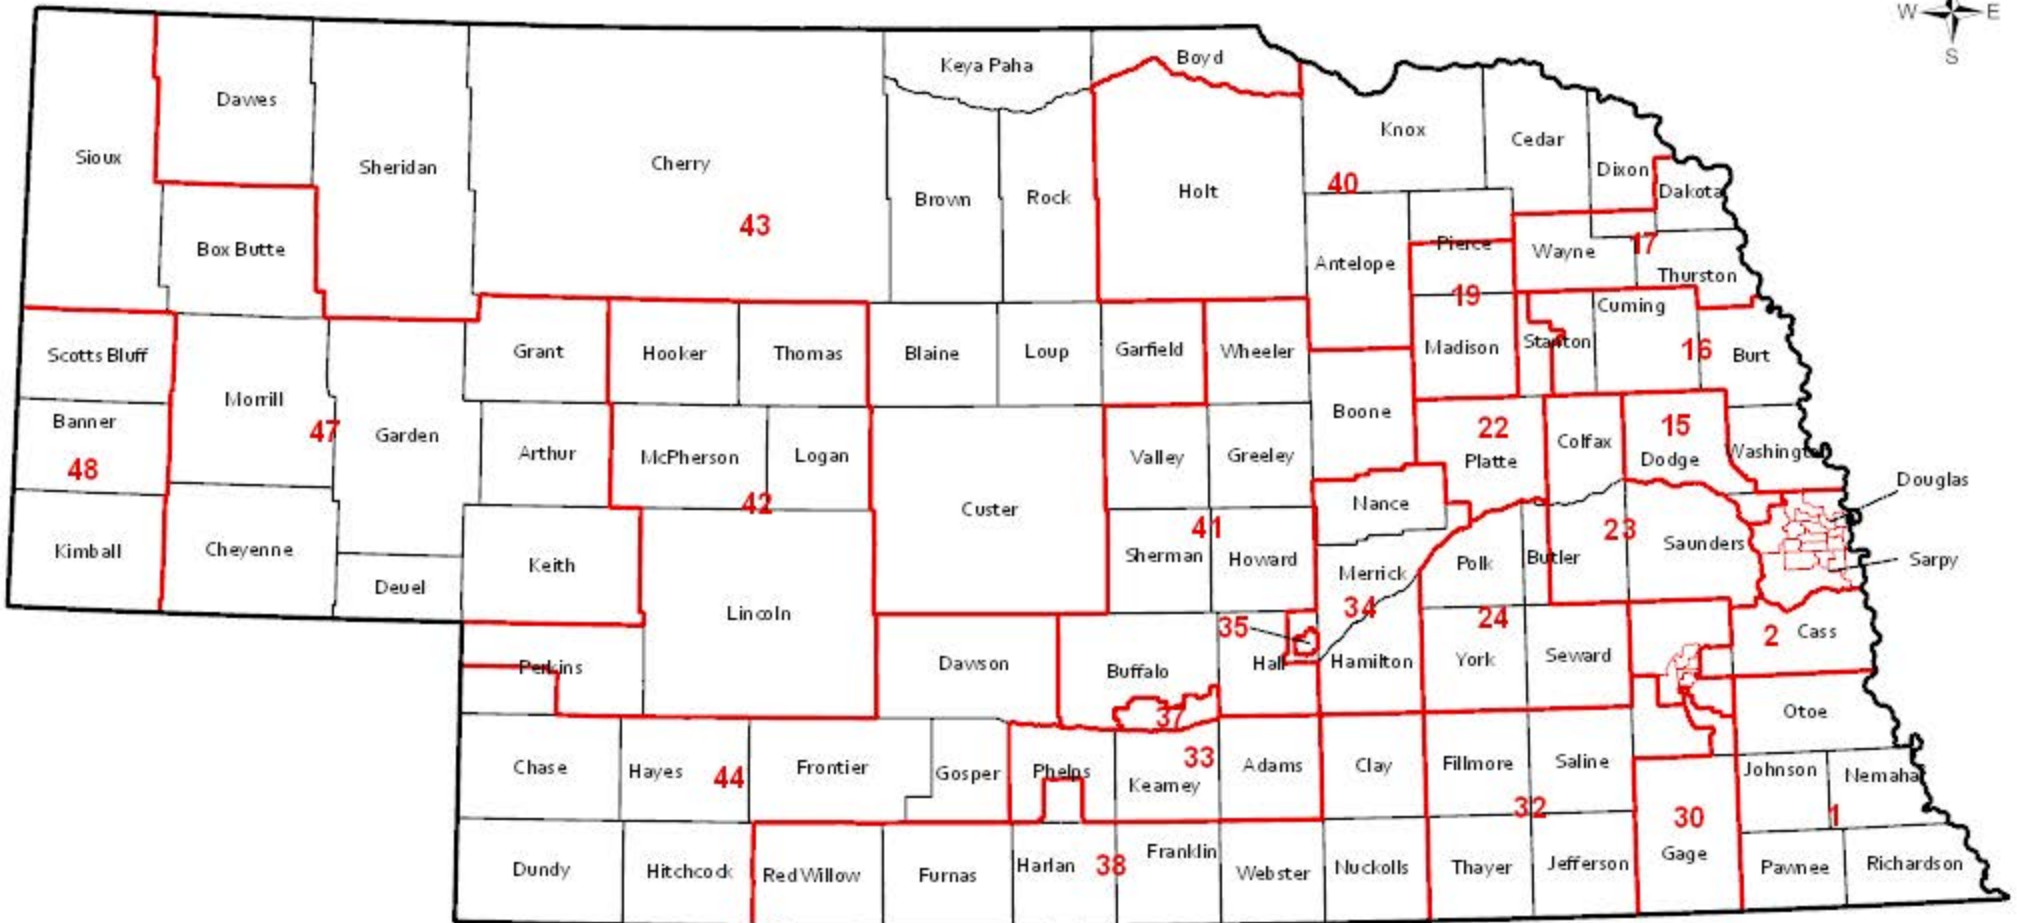 W E
S
Keya Paha
Boyd
Dawes
Sioux
Sheridan
Cherry
Knox
Cedar
Dixon
Dakota
Brown
Rock
Holt
40
43
Box Butte
Antelope
Pierce
Wayne
17
Thurston
19
Cuming
Scotts Bluff
Grant
Hooker
Thomas
Blaine
Loup
Garfield
Wheeler
Madison
Stanton
16
Burt
Morrill
Banner
47
Garden
48
Arthur
McPherson
Logan
42
Custer
Valley
Greeley
Boone
22
Platte
Colfax
15
Dodge
Washington
Douglas
Nance
Kimball
Cheyenne
Deuel
Keith
Lincoln
Sherman
41
Howard
Merrick
34
Polk
Butler
23
Saunders
Sarpy
24
2
Cass
35
Perkins
Dawson
Buffalo
Hall
Hamilton
York
Seward
37
Otoe
Chase
Hayes
44
Frontier
Gosper
Phelps
33
Kearney
Adams
Clay
Fillmore
Saline
Johnson
Nemaha
32
30
1
Dundy
Hitchcock
Red Willow
Furnas
Harlan
38
Franklin
Webster
Nuckolls
Thayer
Jefferson
Gage
Pawnee
Richardson